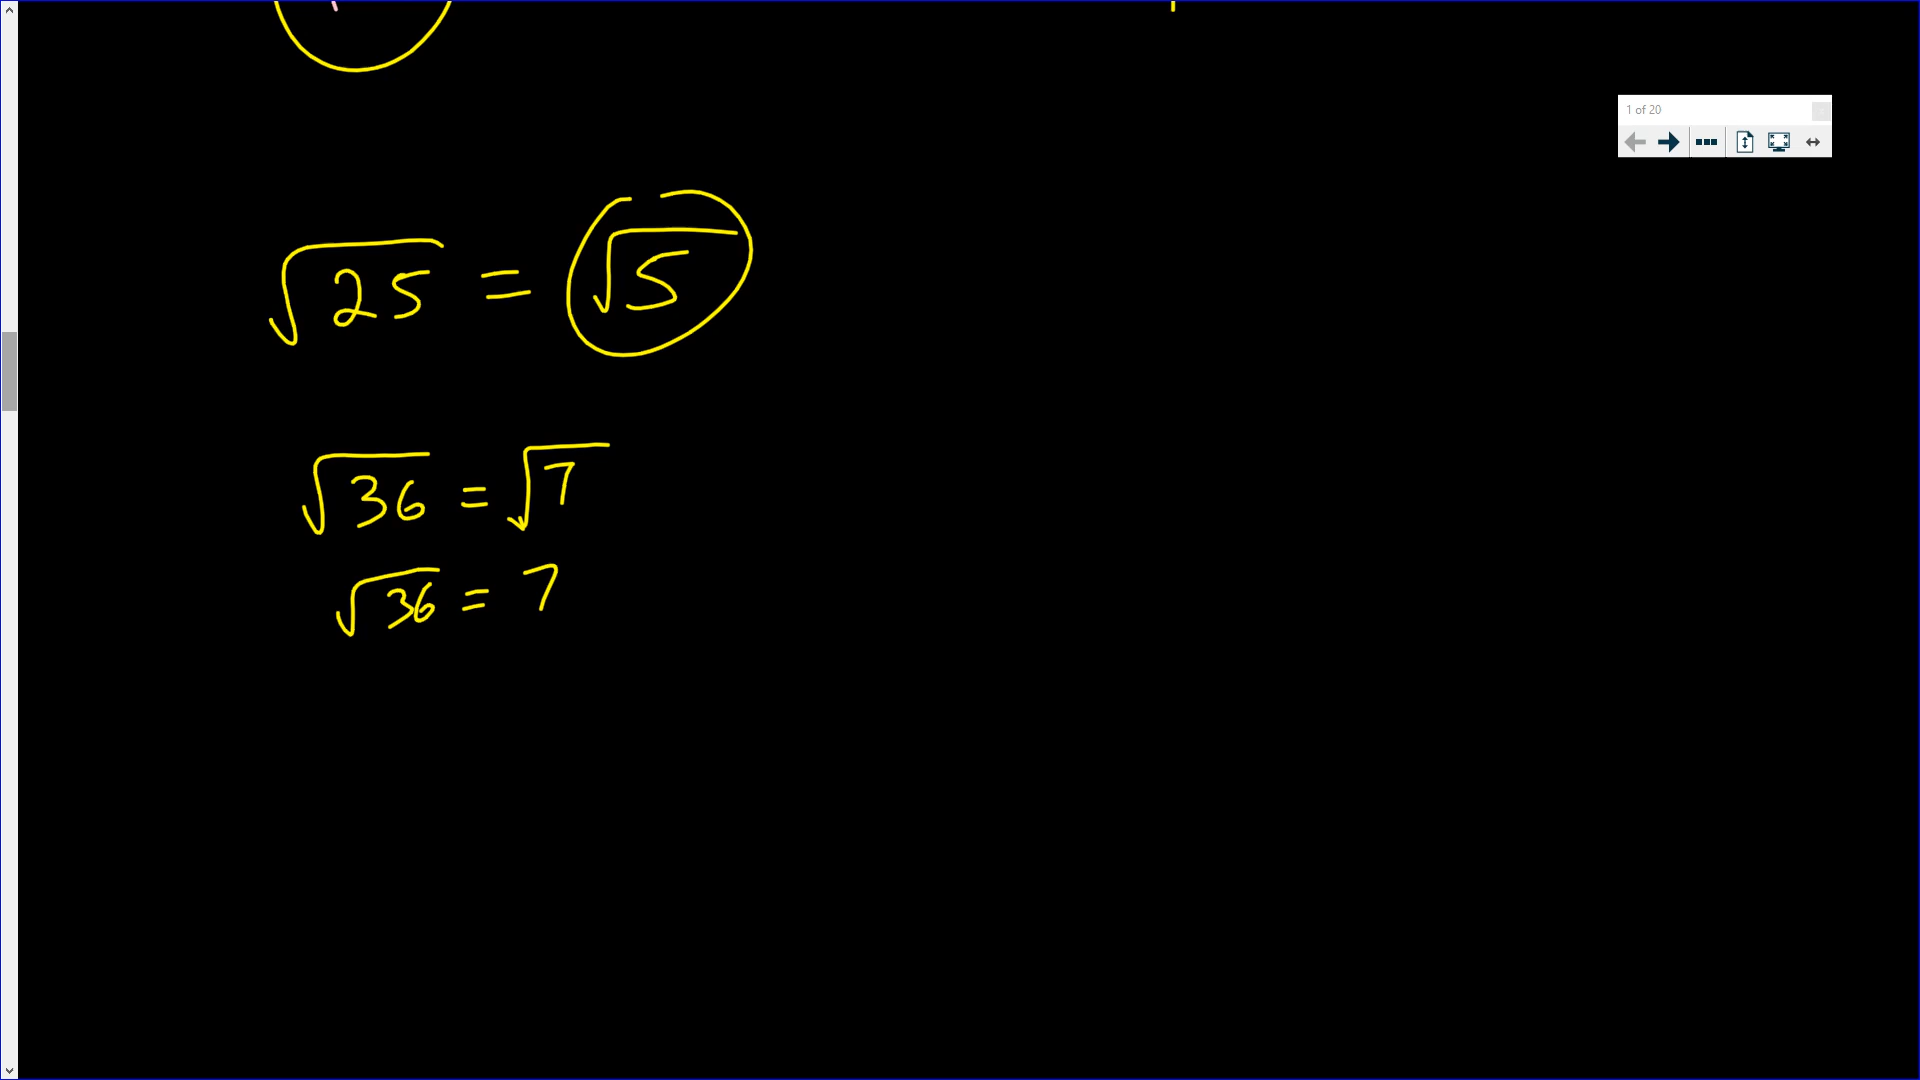 1 of 20
√25 = √5
√36 = √7
√36 = 7